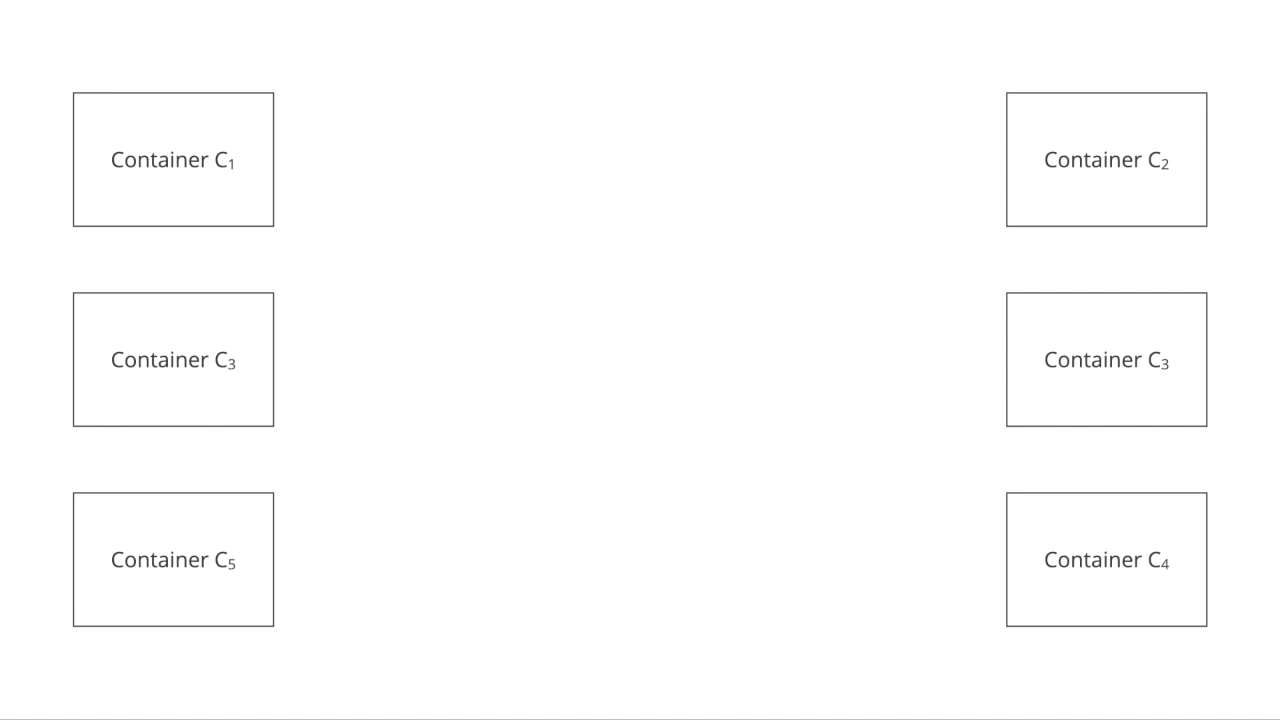 Container C₁
Container C₂
Container C₃
Container C₃
Container C₅
Container C₄